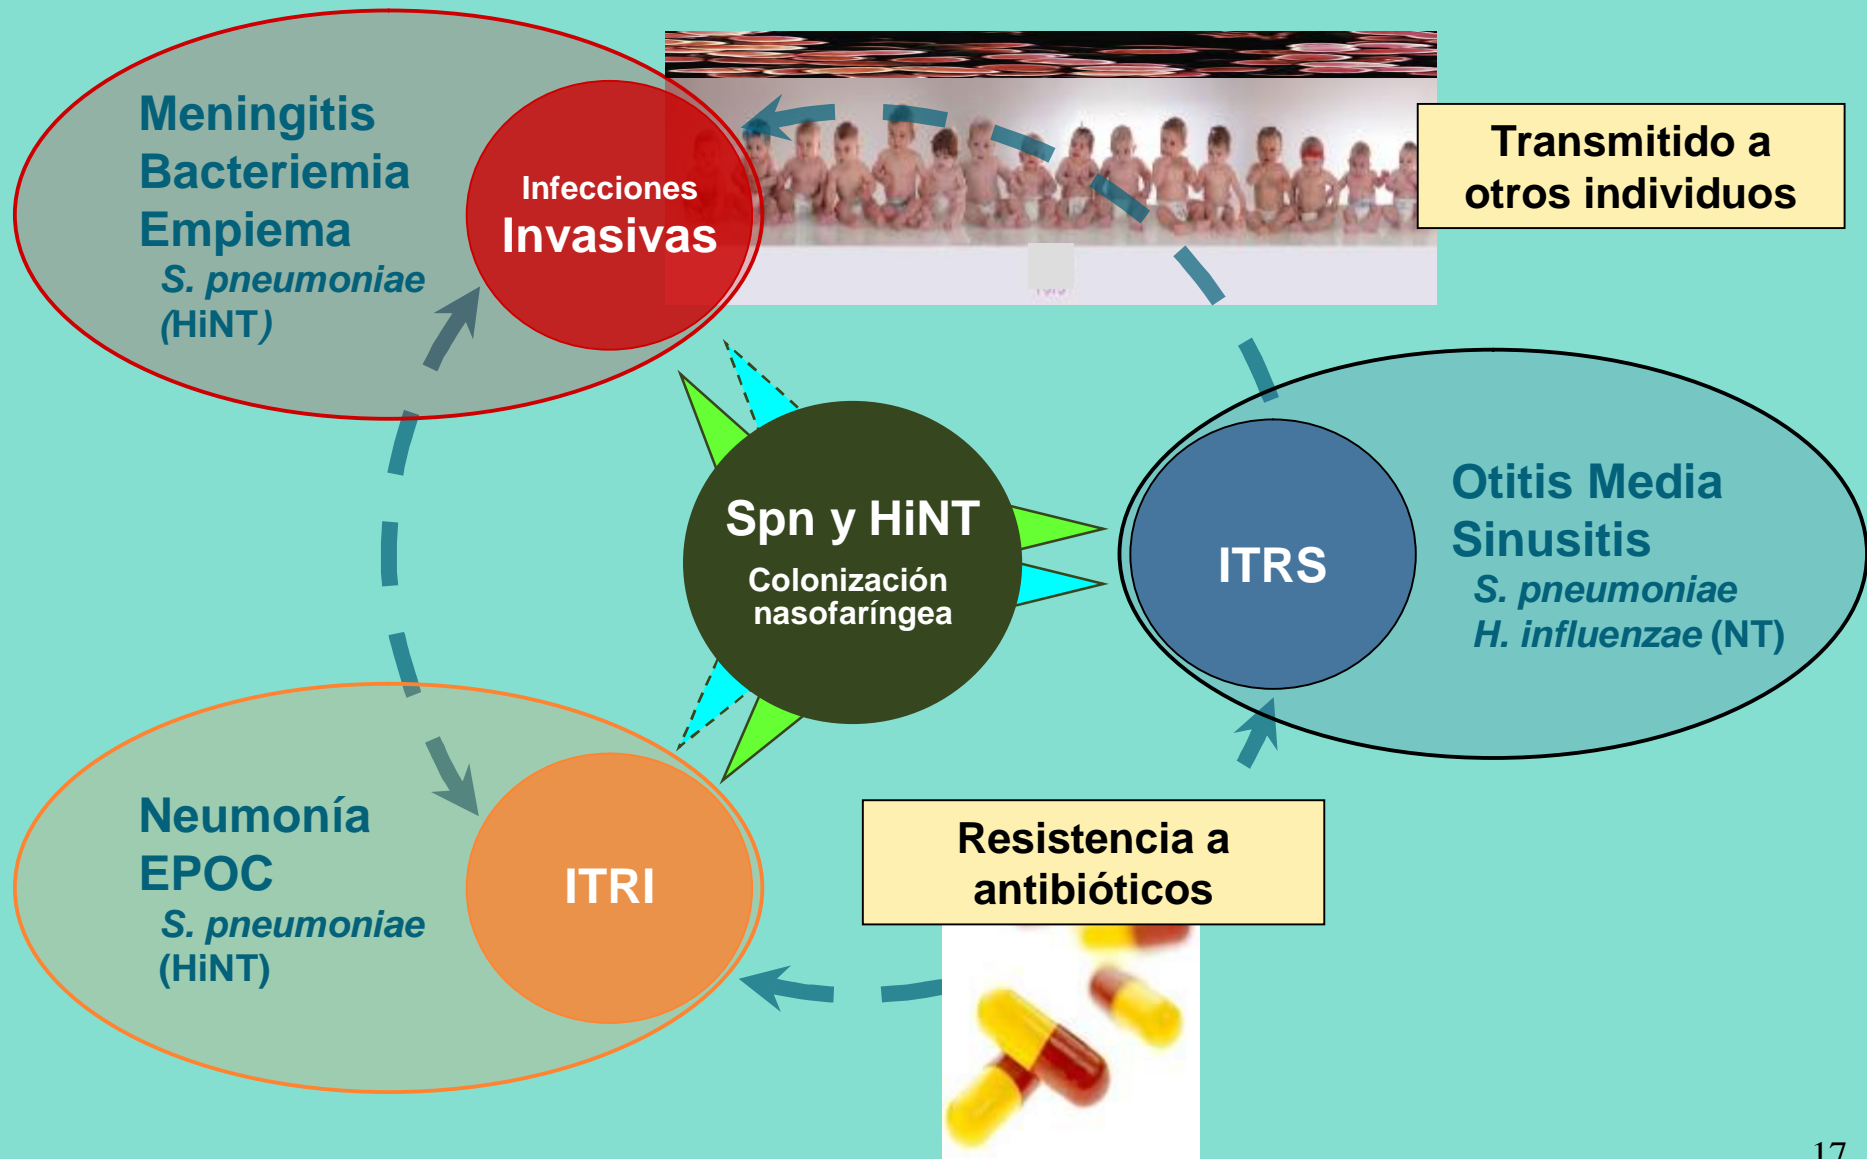 Meningitis
Bacteriemia
Empiema
S. pneumoniae
(HiNT)
Infecciones
Invasivas
Transmitido a
otros individuos
Spn y HiNT
Colonización
nasofaríngea
ITRS
Otitis Media
Sinusitis
S. pneumoniae
H. influenzae (NT)
Neumonía
EPOC
S. pneumoniae
(HiNT)
ITRI
Resistencia a
antibióticos
17